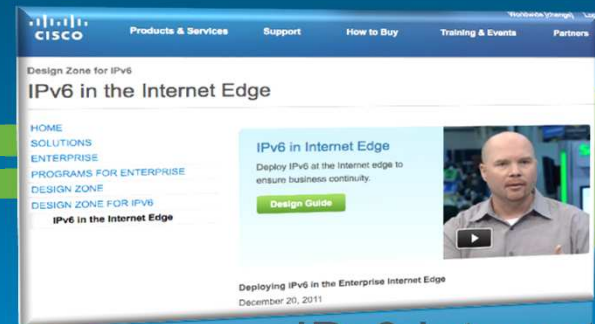 Worldwide [change]
CISCO
Products & Services
Support
How to Buy
Training & Events
Partners
Design Zone for IPv6
IPv6 in the Internet Edge
HOME
SOLUTIONS
ENTERPRISE
PROGRAMS FOR ENTERPRISE
DESIGN ZONE
DESIGN ZONE FOR IPV6
IPv6 in the Internet Edge
IPv6 in Internet Edge
Deploy IPv6 at the Internet edge to
ensure business continuity.
Design Guide
Deploying IPv6 in the Enterprise Internet Edge
December 20, 2011